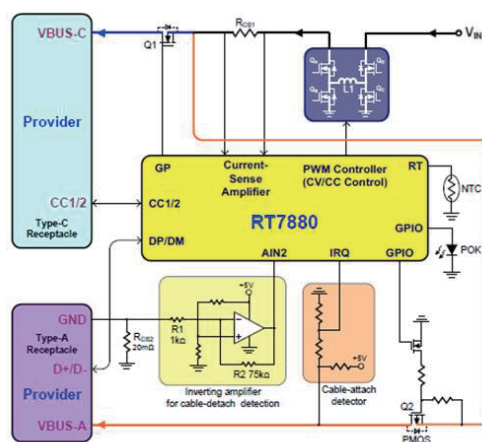 VBUS-C
Q1
RCS1
VIN
L1
Provider
GP
Current-
Sense
Amplifier
PWM Controller
(CV/CC Control)
RT
NTC
CC1/2
CC1/2
RT7880
GPIO
Type-C
Receptacle
DP/DM
AIN2
IRQ
GPIO
POK
+5V
GND
R1
1kΩ
RCS2
20mΩ
R2 75kΩ
+5V
Type-A
Receptacle
D+/D-
Provider
Inverting amplifier
for cable-detach detection
Cable-attach
detector
Q2
VBUS-A
PMOS